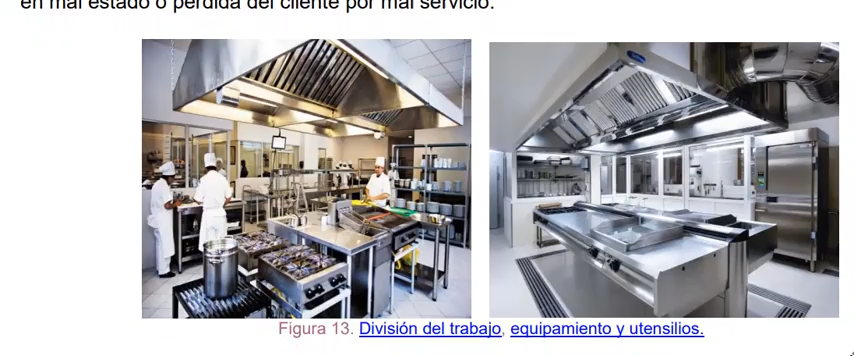 en mal estado o pérdida del cliente por mal servicio.
Figura 13. División del trabajo, equipamiento y utensilios.